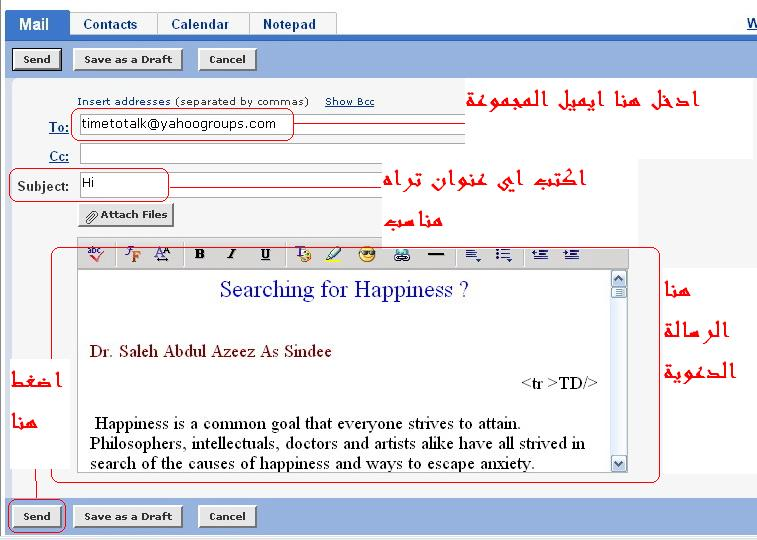 Mail Contacts Calendar Notepad
W
Send Save as a Draft Cancel
ادخل هنا ايميل المجموعة
Insert addresses (separated by commas) Show Bcc
To: timetotalk@yahoogroups.com
Cc:
اكتب اي عنوان تراه
مناسب
Subject: Hi
Attach Files
abc B I U
Searching for Happiness ?
Dr. Saleh Abdul Azeez As Sindee
<tr >TD/>
Happiness is a common goal that everyone strives to attain.
Philosophers, intellectuals, doctors and artists alike have all strived in
search of the causes of happiness and ways to escape anxiety.
هنا
الرسالة
الدعوية
اضغط
هنا
Send Save as a Draft Cancel